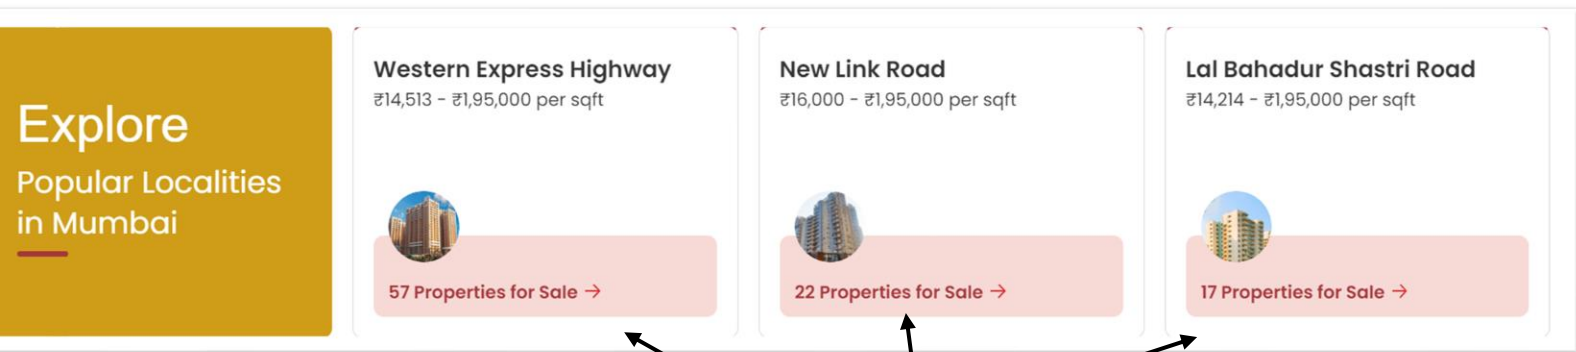 Explore
Popular Localities
in Mumbai
Western Express Highway
₹14,513 - ₹1,95,000 per sqft
57 Properties for Sale →
New Link Road
₹16,000 - ₹1,95,000 per sqft
22 Properties for Sale →
Lal Bahadur Shastri Road
₹14,214 - ₹1,95,000 per sqft
17 Properties for Sale →